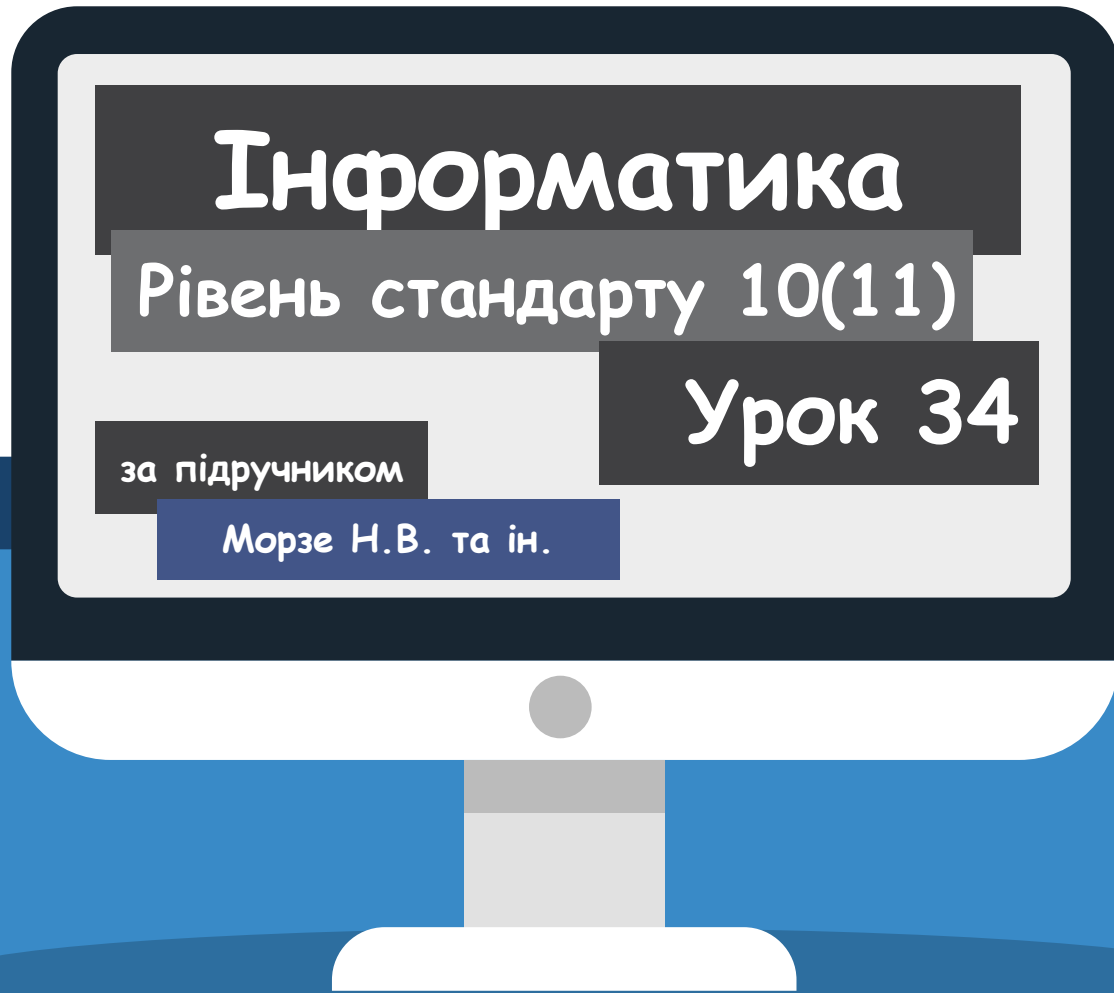 Інформатика
Рівень стандарту 10(11)
Урок 34
за підручником
Морзе Н.В. та ін.